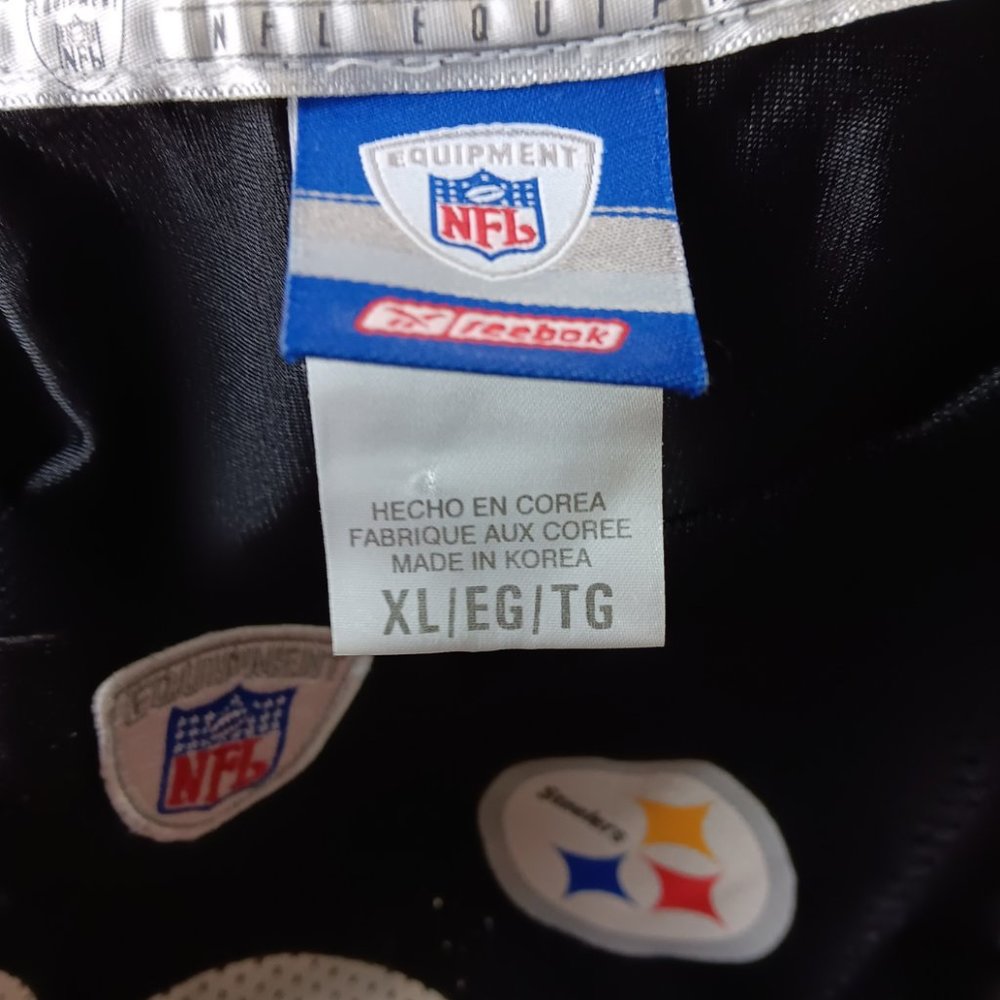 NFL EQUIP
NFL
EQUIPMENT
NFL
reebok
HECHO EN COREA
FABRIQUE AUX COREE
MADE IN KOREA
XL/EG/TG
EQUIPMENT
NFL
Steelers